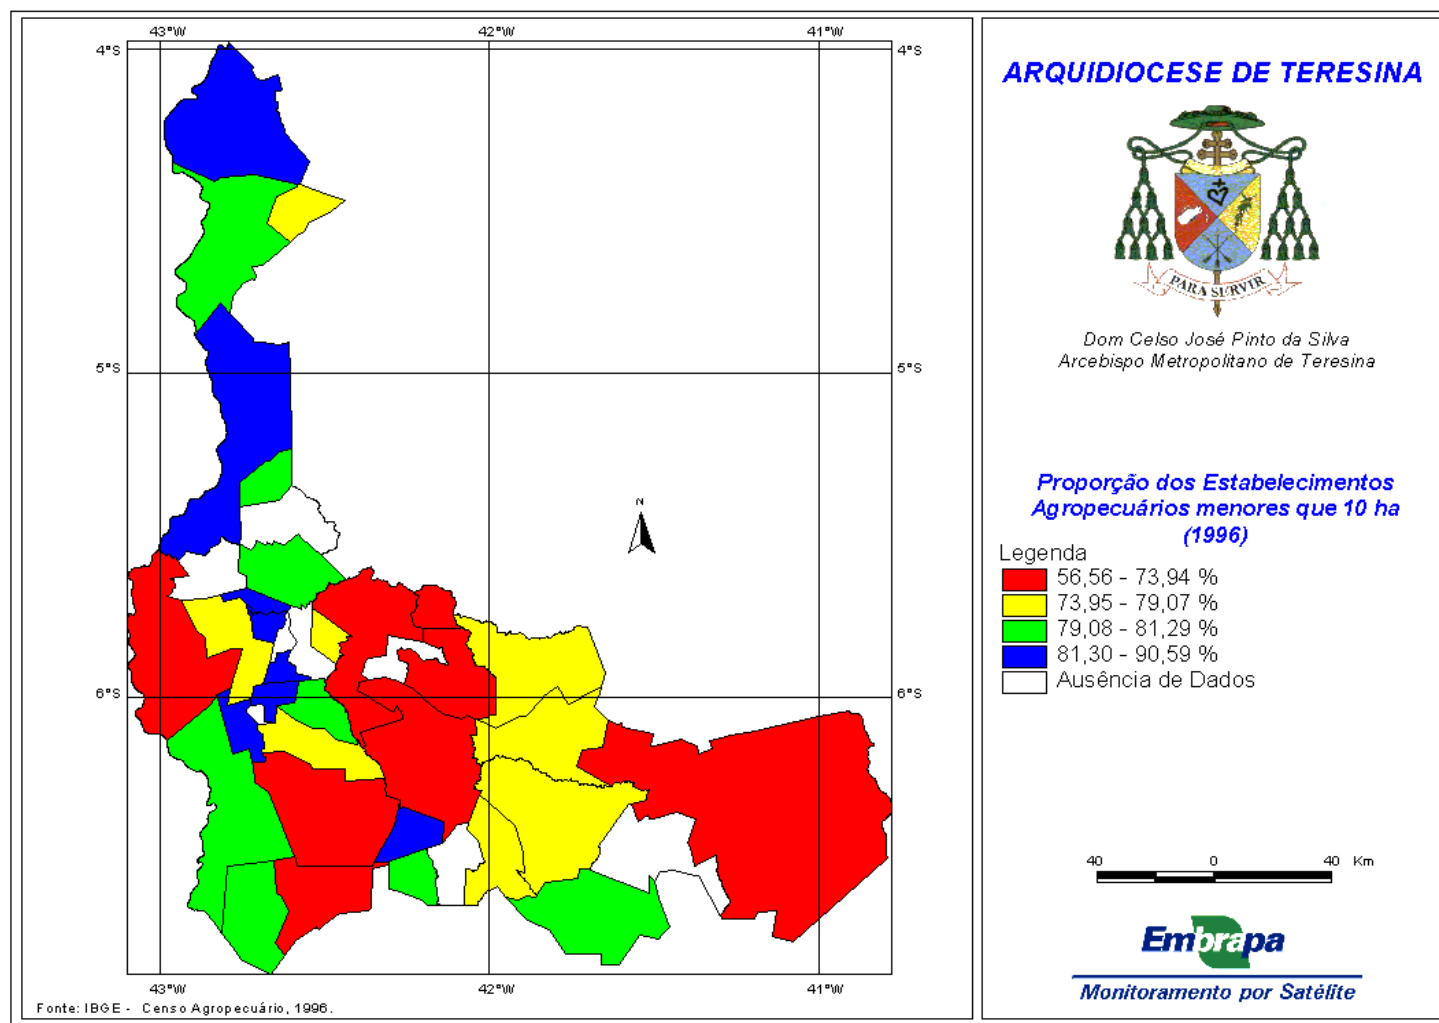 43°W 42°W 41°W
4°S 4°S
5°S 5°S
6°S 6°S
N
43°W 42°W 41°W
Fonte: IBGE - Censo Agropecuário, 1996.
ARQUIDIOCESE DE TERESINA
PARA SERVIR
Dom Celso José Pinto da Silva
Arcebispo Metropolitano de Teresina
Proporção dos Estabelecimentos
Agropecuários menores que 10 ha
(1996)
Legenda
56,56 - 73,94 %
73,95 - 79,07 %
79,08 - 81,29 %
81,30 - 90,59 %
Ausência de Dados
40 0 40 Km
Embrapa
Monitoramento por Satélite